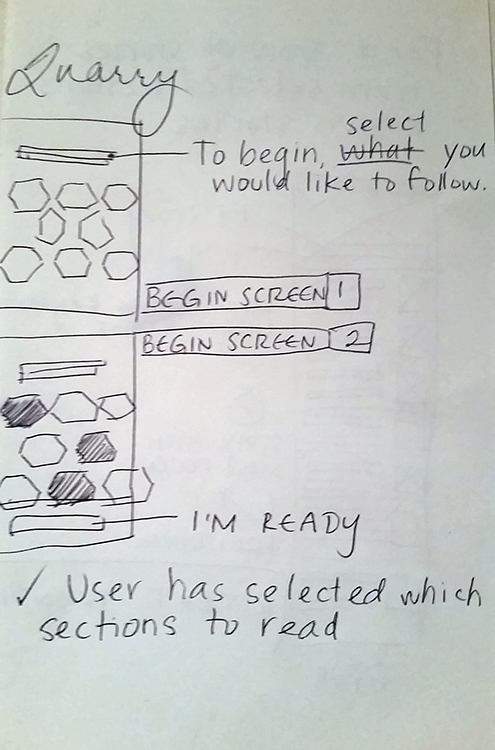 Quarry
select
To begin, what you
would like to follow.
BEGIN SCREEN 1
BEGIN SCREEN 2
I'M READY
✓ User has selected which
sections to read